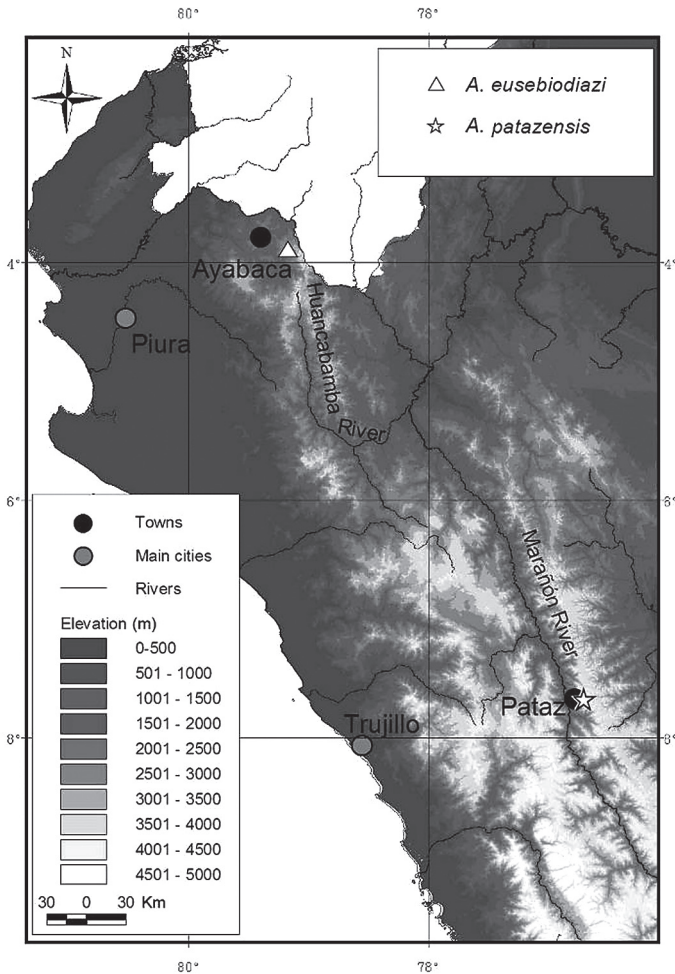 80°
78°
N
A. eusebiodiazi
A. patazensis
4°
4°
Ayabaca
Huancabamba
River
Piura
6°
6°
Marañon River
Pataz
Trujillo
8°
8°
Towns
Main cities
Rivers
Elevation (m)
0-500
501 - 1000
1001 - 1500
1501 - 2000
2001 - 2500
2501 - 3000
3001 - 3500
3501 - 4000
4001 - 4500
4501 - 5000
30 0 30 Km
80°
78°